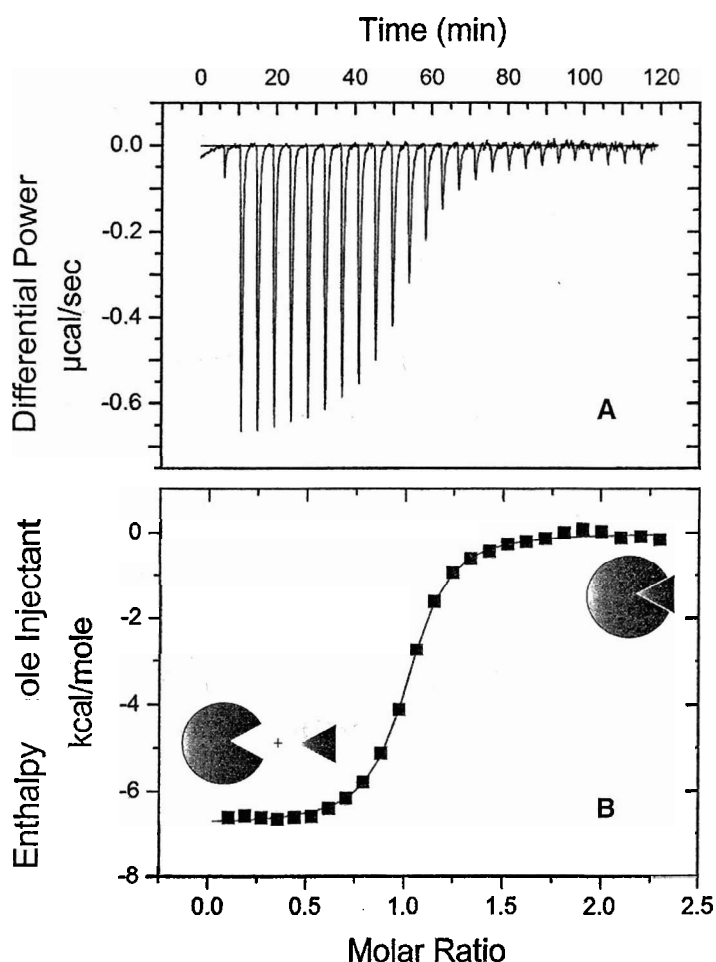 Time (min)
0 20 40 60 80 100 120
0.0
-0.2
-0.4
-0.6
Differential Power
µcal/sec
A
0
-2
-4
-6
-8
Enthalpy :ole Injectant
kcal/mole
+
B
0.0 0.5 1.0 1.5 2.0 2.5
Molar Ratio